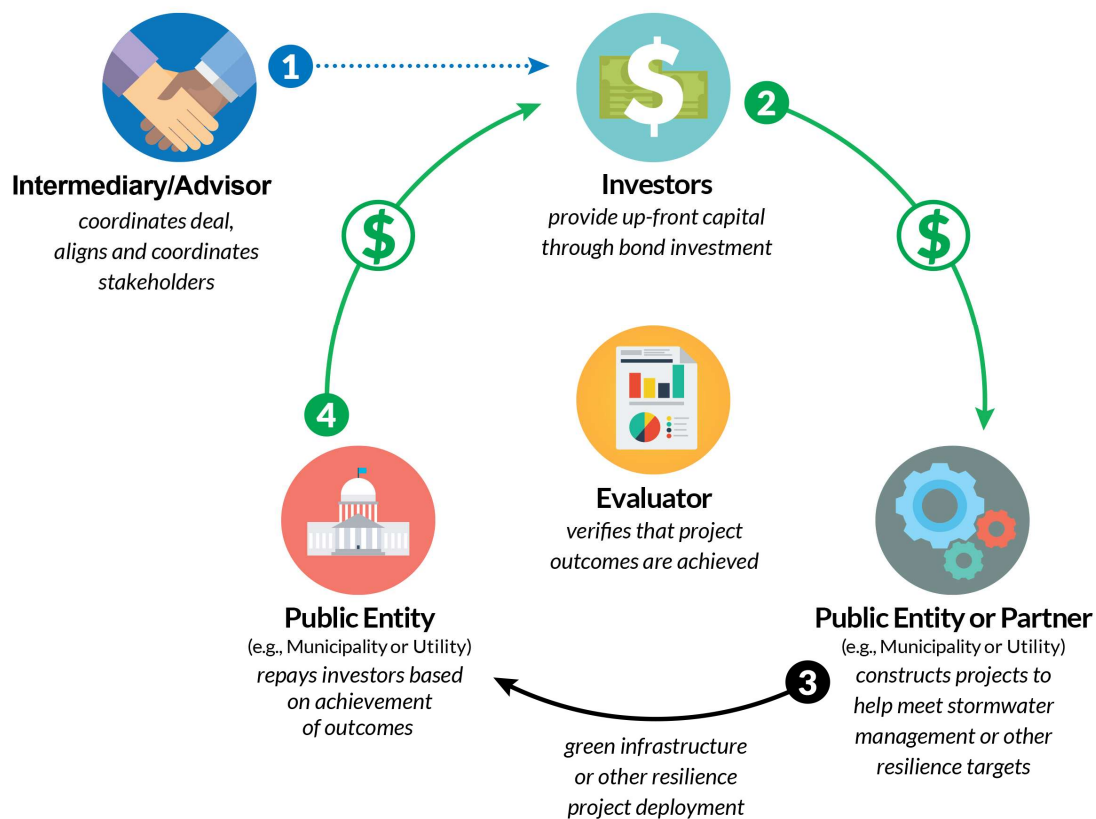 1
Intermediary/Advisor
coordinates deal,
aligns and coordinates
stakeholders
$
Investors
provide up-front capital
through bond investment
2
$
$
Evaluator
verifies that project
outcomes are achieved
Public Entity or Partner
(e.g., Municipality or Utility)
constructs projects to
help meet stormwater
management or other
resilience targets
3
green infrastructure
or other resilience
project deployment
4
Public Entity
(e.g., Municipality or Utility)
repays investors based
on achievement
of outcomes